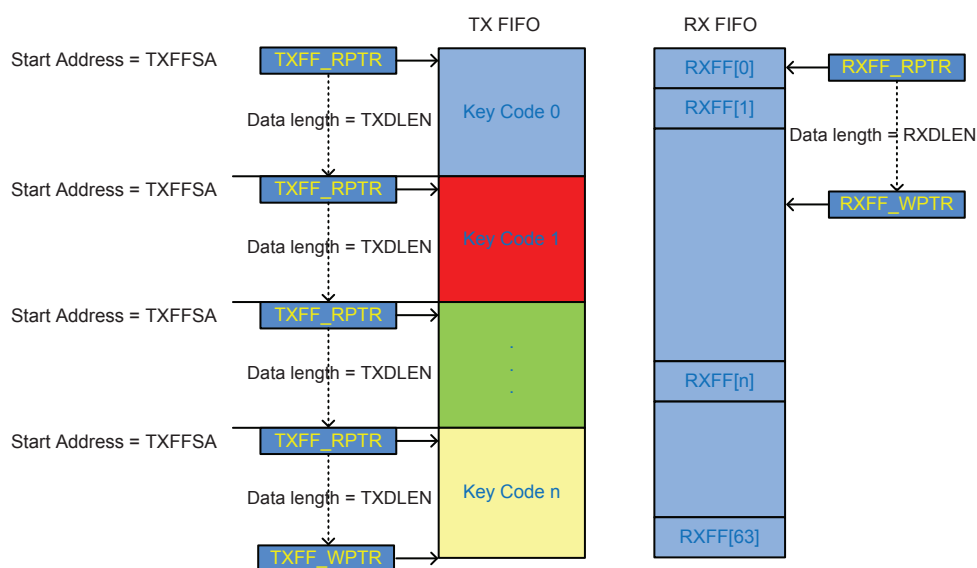 TX FIFO
RX FIFO
Start Address = TXFFSA
TXFF_RPTR
Key Code 0
Data length = TXDLEN
Start Address = TXFFSA
TXFF_RPTR
Key Code 1
Data length = TXDLEN
Start Address = TXFFSA
TXFF_RPTR
.
.
.
Data length = TXDLEN
Start Address = TXFFSA
TXFF_RPTR
Key Code n
Data length = TXDLEN
TXFF_WPTR
RXFF[0]
RXFF_RPTR
RXFF[1]
Data length = RXDLEN
RXFF_WPTR
RXFF[n]
RXFF[63]